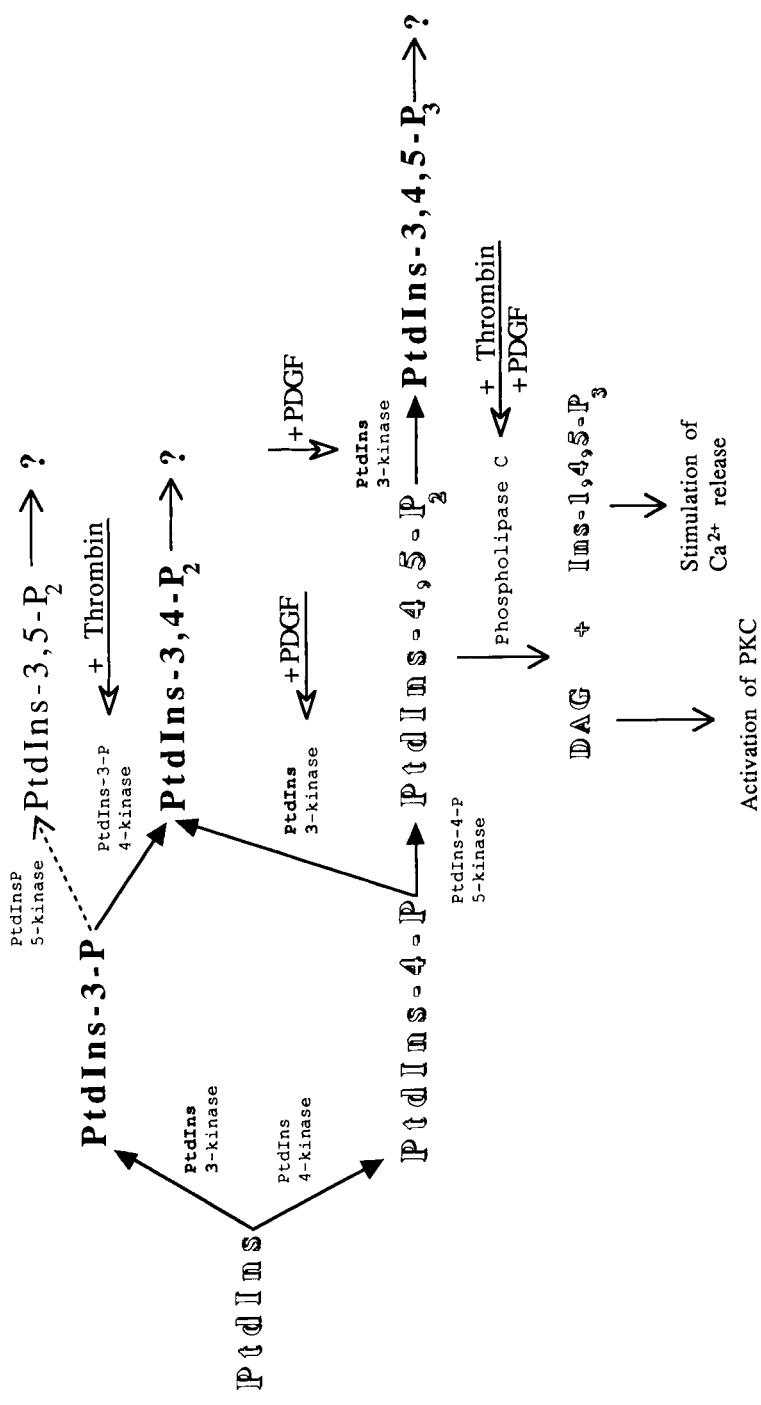 PtdIns
PtdIns
3-kinase
PtdIns
4-kinase
PtdIns-3-P
PtdIns-4-P
PtdInsP
5-kinase
PtdIns-3-P
4-kinase
PtdIns
3-kinase
PtdIns-4-P
5-kinase
PtdIns-3,5-P2
?
+ Thrombin
PtdIns-3,4-P2
?
+PDGF
PtdIns-4,5-P2
+PDGF
PtdIns
3-kinase
PtdIns-3,4,5-P3
?
Phospholipase C
+ Thrombin
+PDGF
DAG + Ins-1,4,5-P3
Activation of PKC
Stimulation of
Ca2+ release